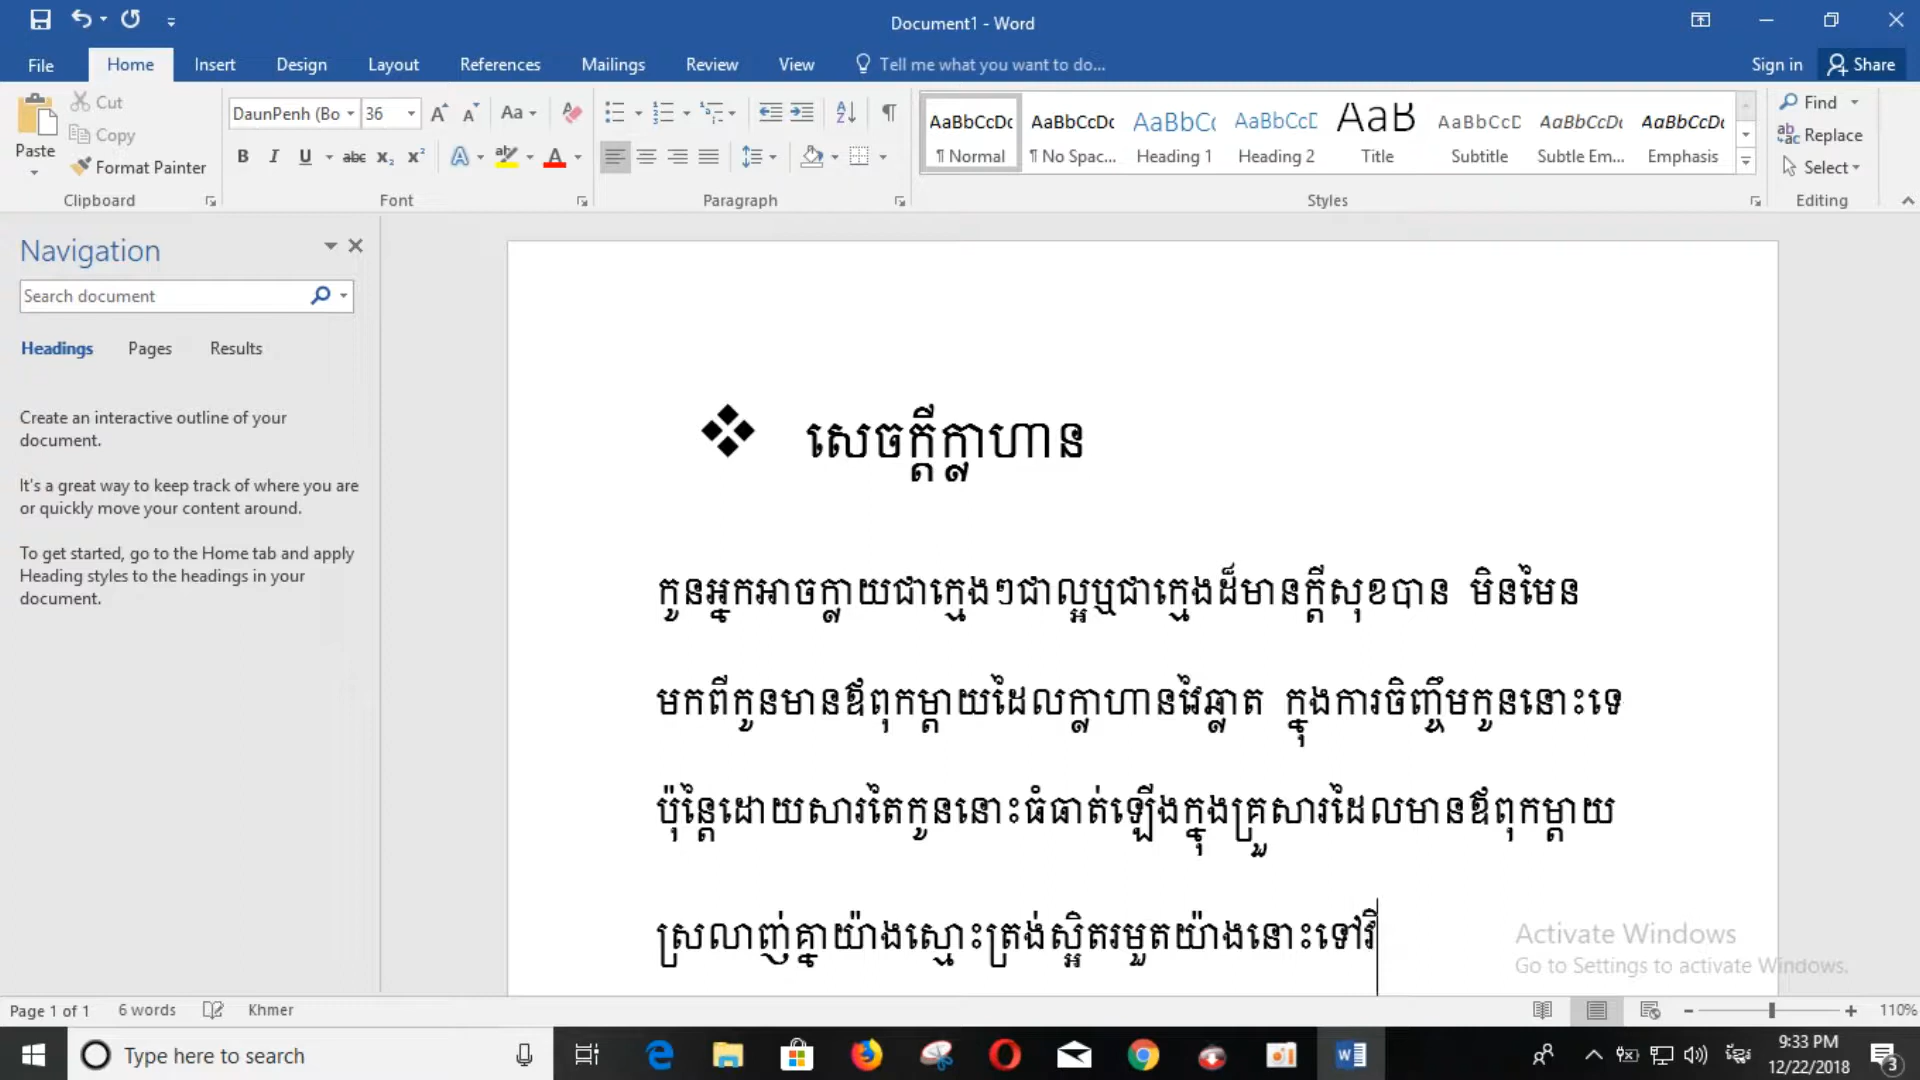 Document1 - Word
File Home Insert Design Layout References Mailings Review View Tell me what you want to do... Sign in Share
Paste Cut Copy Format Painter
Clipboard
DaunPenh (Bo 36
Font
Paragraph
AaBbCcDc AaBbCcDc AaBbCc AaBbCcD AaB AaBbCcD AaBbCcDc AaBbCcDc
¶ Normal ¶ No Spac... Heading 1 Heading 2 Title Subtitle Subtle Em... Emphasis
Styles
Find
Replace
Select
Editing
Navigation
Search document
Headings Pages Results
Create an interactive outline of your
document.
It's a great way to keep track of where you are
or quickly move your content around.
To get started, go to the Home tab and apply
Heading styles to the headings in your
document.
❖ សេចក្ដីក្លាហាន
កូនអ្នកអាចក្លាយជាក្មេងៗជាល្អឬជាក្មេងដ៏មានក្ដីសុខបាន មិនមែន
មកពីកូនមានឪពុកម្ដាយដែលក្លាហានវៃឆ្លាត ក្នុងការចិញ្ចឹមកូននោះទេ
ប៉ុន្តែដោយសារតែកូននោះធំធាត់ឡើងក្នុងគ្រួសារដែលមានឪពុកម្ដាយ
ស្រលាញ់គ្នាយ៉ាងស្មោះត្រង់ស្អិតរមួតយ៉ាងនោះទៅវី
Activate Windows
Go to Settings to activate Windows.
Page 1 of 1 6 words Khmer 110%
Type here to search
9:33 PM
12/22/2018
3